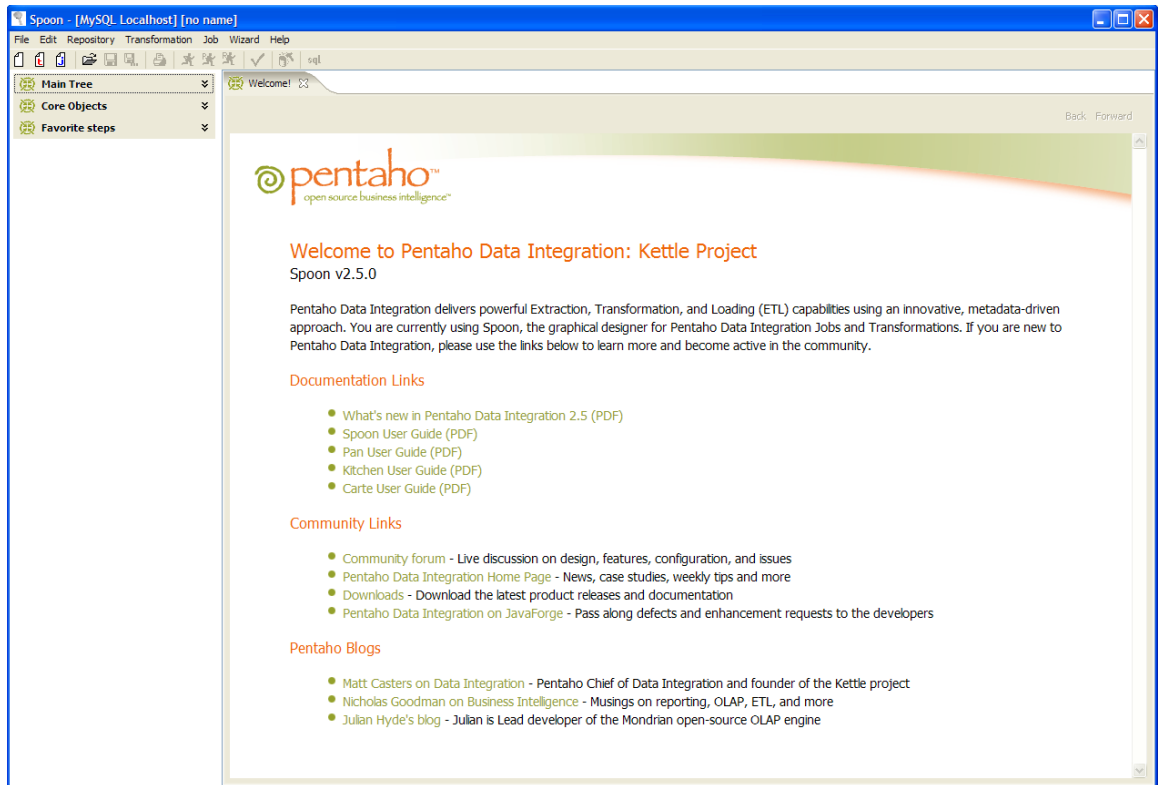 Spoon - [MySQL Localhost] [no name]
File Edit Repository Transformation Job Wizard Help
sql
Main Tree
Welcome!
Core Objects
Favorite steps
Back Forward
pentaho™
open source business intelligence™
Welcome to Pentaho Data Integration: Kettle Project
Spoon v2.5.0
Pentaho Data Integration delivers powerful Extraction, Transformation, and Loading (ETL) capabilities using an innovative, metadata-driven
approach. You are currently using Spoon, the graphical designer for Pentaho Data Integration Jobs and Transformations. If you are new to
Pentaho Data Integration, please use the links below to learn more and become active in the community.
Documentation Links
What's new in Pentaho Data Integration 2.5 (PDF)
Spoon User Guide (PDF)
Pan User Guide (PDF)
Kitchen User Guide (PDF)
Carte User Guide (PDF)
Community Links
Community forum - Live discussion on design, features, configuration, and issues
Pentaho Data Integration Home Page - News, case studies, weekly tips and more
Downloads - Download the latest product releases and documentation
Pentaho Data Integration on JavaForge - Pass along defects and enhancement requests to the developers
Pentaho Blogs
Matt Casters on Data Integration - Pentaho Chief of Data Integration and founder of the Kettle project
Nicholas Goodman on Business Intelligence - Musings on reporting, OLAP, ETL, and more
Julian Hyde's blog - Julian is Lead developer of the Mondrian open-source OLAP engine